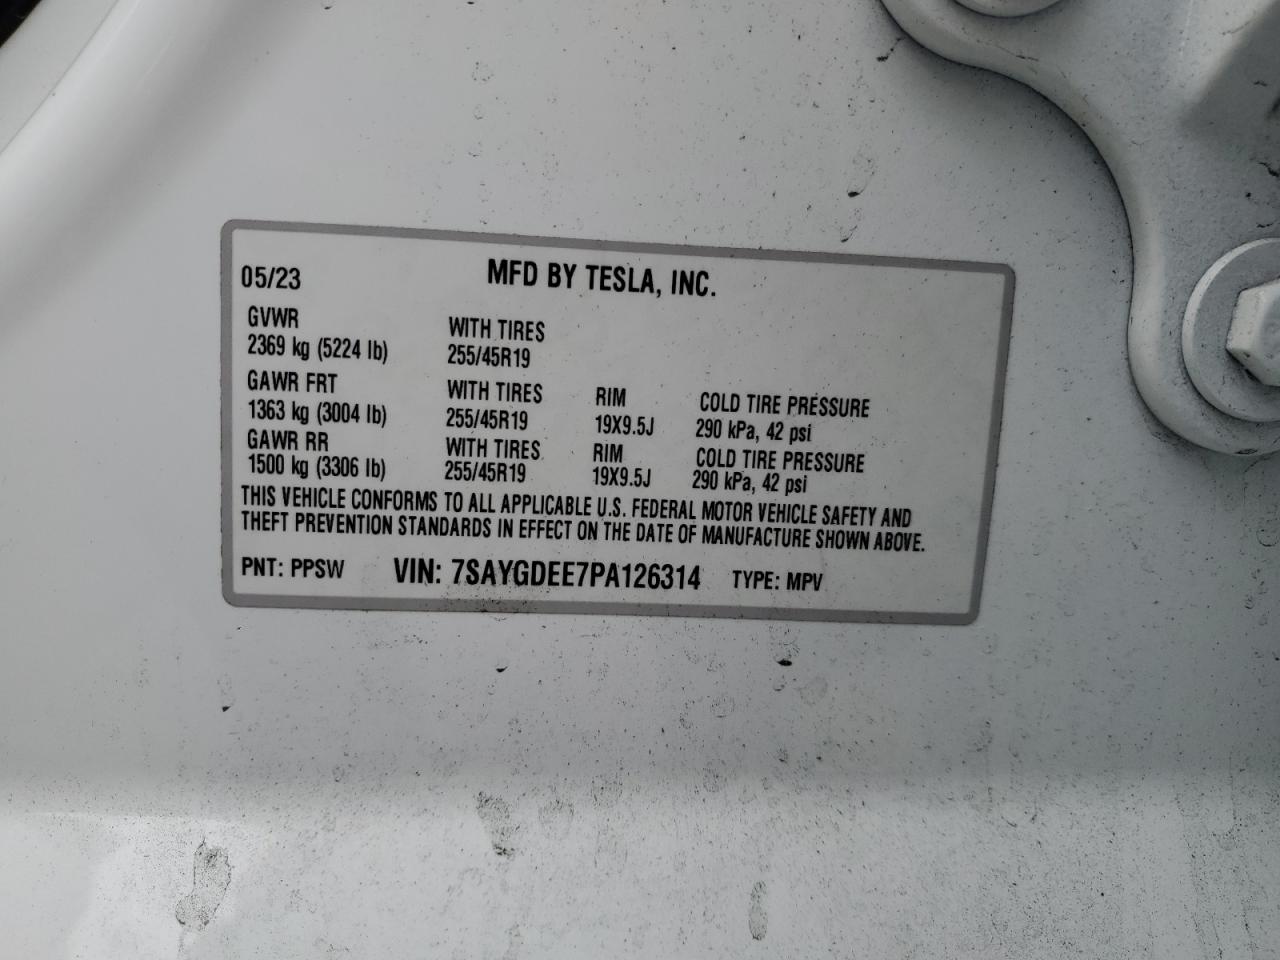 05/23 MFD BY TESLA, INC.
GVWR WITH TIRES
2369 kg (5224 lb) 255/45R19
GAWR FRT WITH TIRES RIM COLD TIRE PRESSURE
1363 kg (3004 lb) 255/45R19 19X9.5J 290 kPa, 42 psi
GAWR RR WITH TIRES RIM COLD TIRE PRESSURE
1500 kg (3306 lb) 255/45R19 19X9.5J 290 kPa, 42 psi
THIS VEHICLE CONFORMS TO ALL APPLICABLE U.S. FEDERAL MOTOR VEHICLE SAFETY AND
THEFT PREVENTION STANDARDS IN EFFECT ON THE DATE OF MANUFACTURE SHOWN ABOVE.
PNT: PPSW VIN: 7SAYGDEE7PA126314 TYPE: MPV